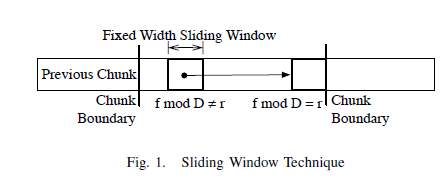 Fixed Width Sliding Window
Previous Chunk
Chunk f mod D ≠ r f mod D = r Chunk
Boundary Boundary
Fig. 1. Sliding Window Technique